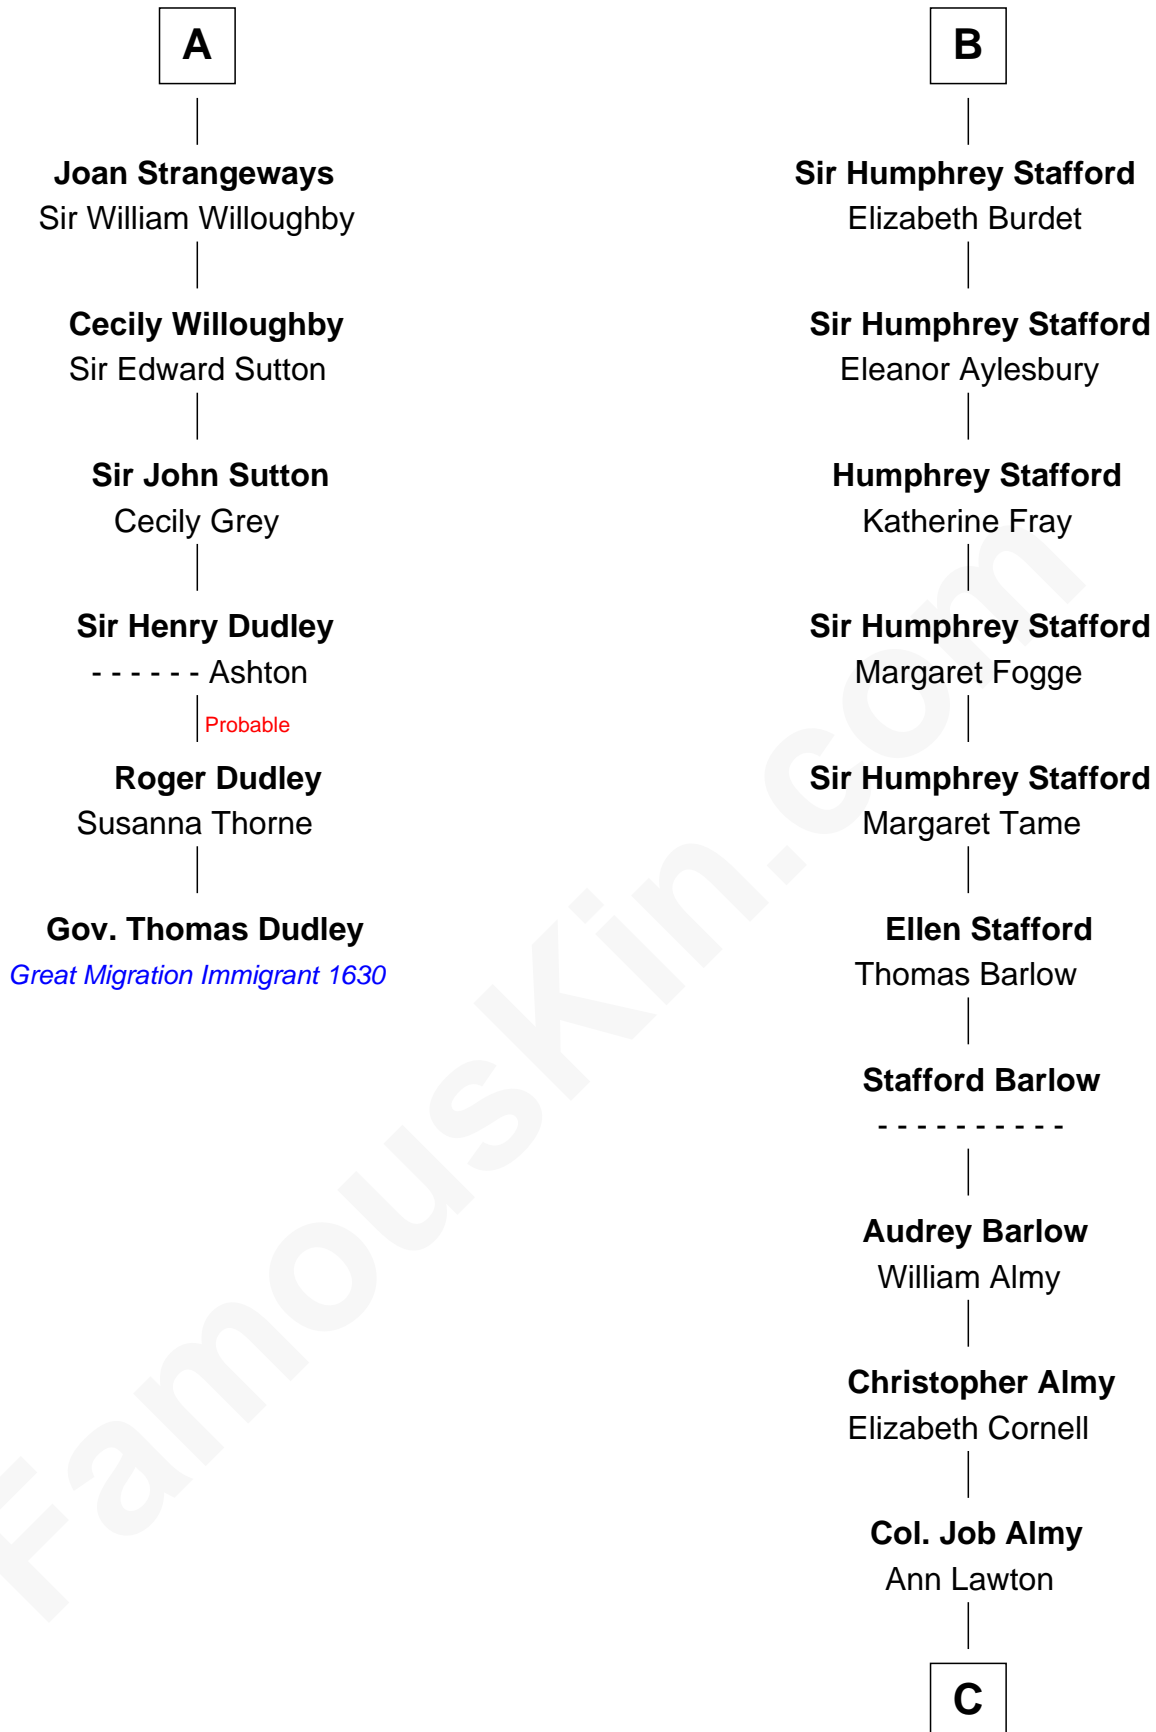 A
Joan Strangeways
Sir William Willoughby
Cecily Willoughby
Sir Edward Sutton
Sir John Sutton
Cecily Grey
Sir Henry Dudley
- - - - - - Ashton
Probable
Roger Dudley
Susanna Thorne
Gov. Thomas Dudley
Great Migration Immigrant 1630
B
Sir Humphrey Stafford
Elizabeth Burdet
Sir Humphrey Stafford
Eleanor Aylesbury
Humphrey Stafford
Katherine Fray
Sir Humphrey Stafford
Margaret Fogge
Sir Humphrey Stafford
Margaret Tame
Ellen Stafford
Thomas Barlow
Stafford Barlow
- - - - - - - - - -
Audrey Barlow
William Almy
Christopher Almy
Elizabeth Cornell
Col. Job Almy
Ann Lawton
C
FamousKin.com